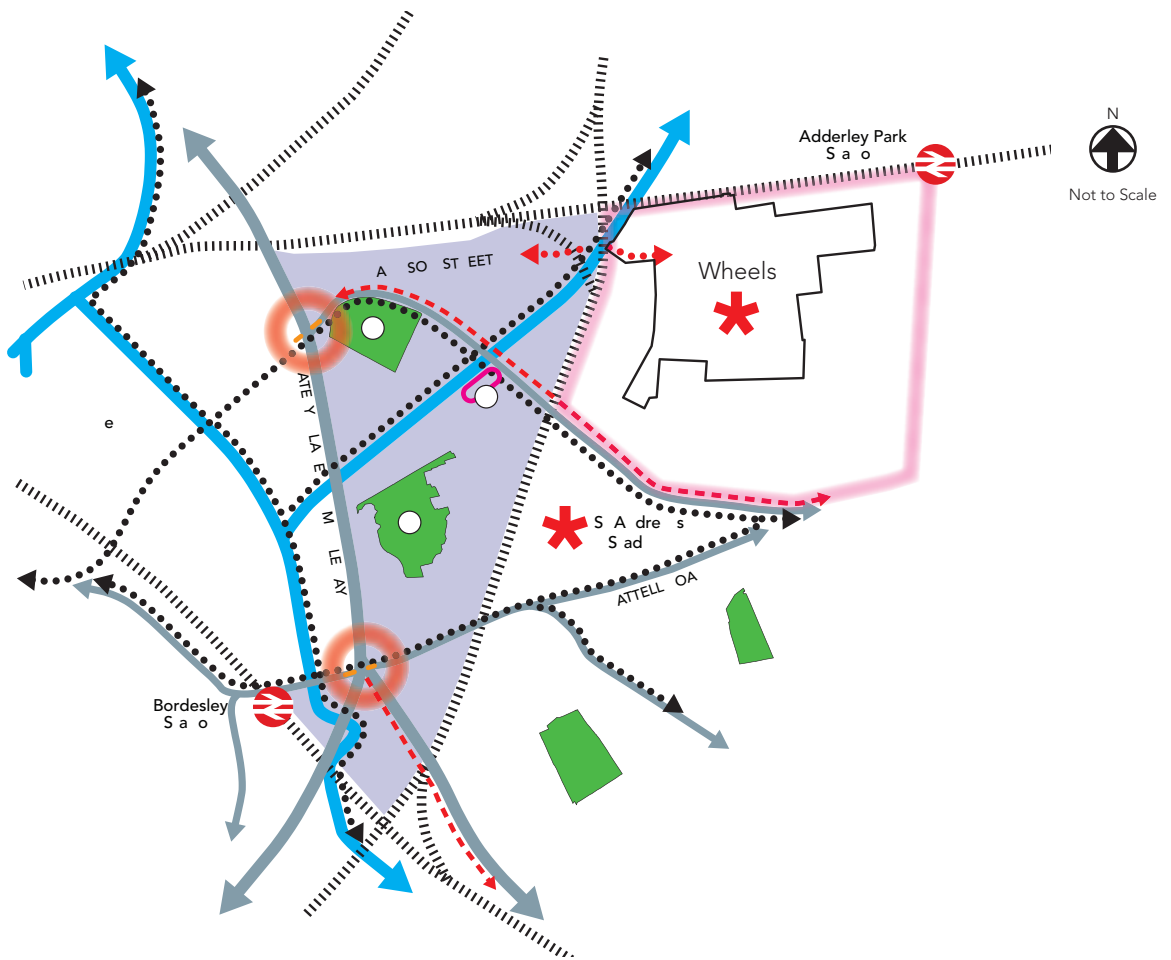 N
Not to Scale
Adderley Park
S a o
Wheels
A SO ST EET
ATE Y LA E M LE AY
e
S A dre s
S ad
ATTELL OA
Bordesley
S a o